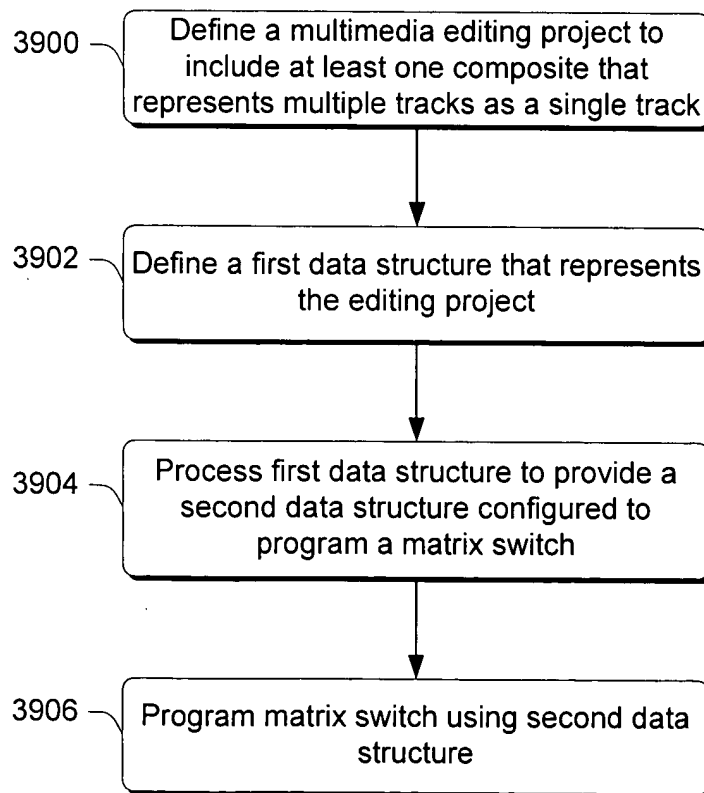 3900
Define a multimedia editing project to
include at least one composite that
represents multiple tracks as a single track
3902
Define a first data structure that represents
the editing project
3904
Process first data structure to provide a
second data structure configured to
program a matrix switch
3906
Program matrix switch using second data
structure